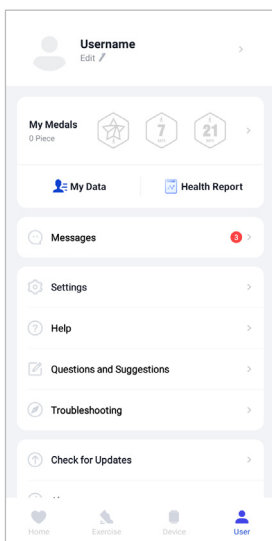 Username
Edit
My Medals
0 Piece
7
21
My Data
Health Report
Messages
3
Settings
Help
Questions and Suggestions
Troubleshooting
Check for Updates
Home
Exercise
Device
User